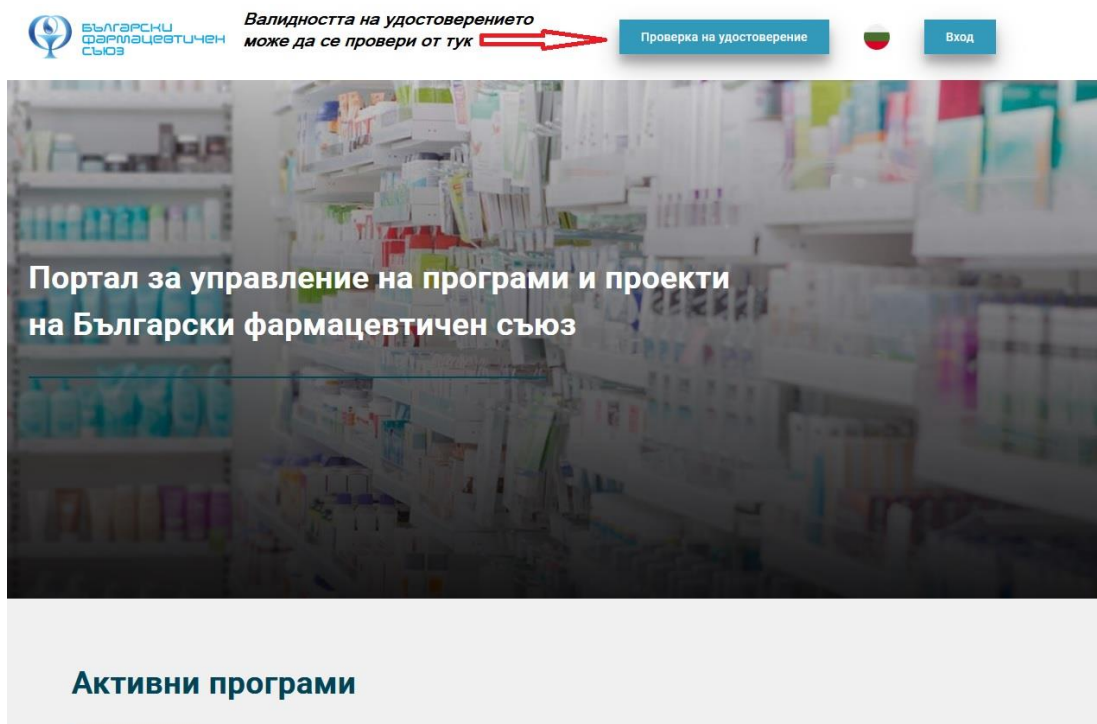 БЪЛГАРСКИ
ФАРМАЦЕВТИЧЕН
СЪЮЗ
Валидността на удостоверението
може да се провери от тук
Проверка на удостоверение
Вход
Портал за управление на програми и проекти
на Български фармацевтичен съюз
Активни програми